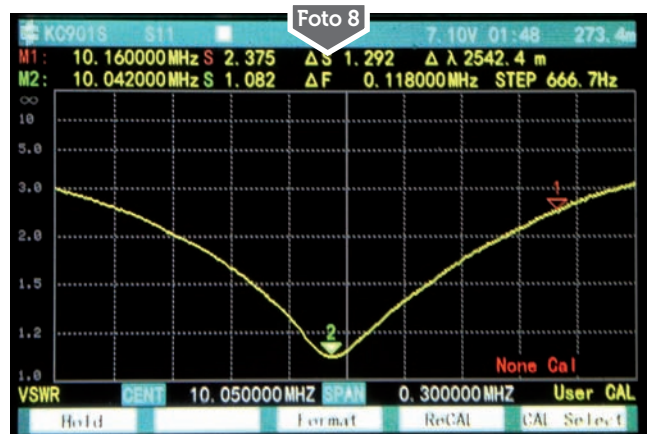 Foto 8
KC901S S11 7.10V 01:48 273.4m
M1: 10.160000MHz S 2.375 ΔS 1.292 Δλ 2542.4 m
M2: 10.042000MHz S 1.082 ΔF 0.118000MHz STEP 666.7Hz
∞
10
5.0
3.0
1
2.0
1.5
2
1.2
None Cal
1.0
VSWR CENT 10.050000MHZ SPAN 0.300000MHZ User CAL
Hold Format ReCAL CAL Select